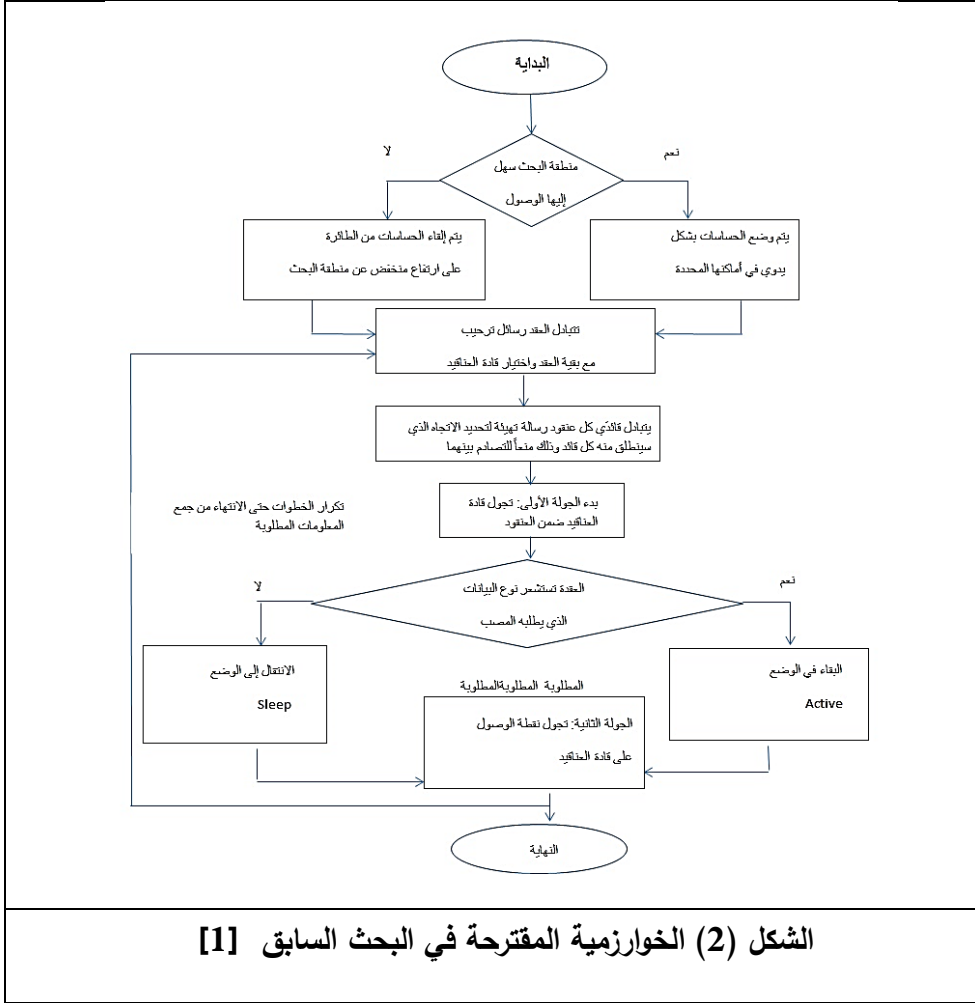 البداية
منطقة البحث سهل
إليها الوصول
لا
نعم
يتم وضع الحساسات بشكل
يدوي في أماكنها المحددة
يتم إلقاء الحساسات من الطائرة
على ارتفاع منخفض عن منطقة البحث
تتبادل العقد رسائل ترحيب
مع بقية العقد واختيار قادة العناقيد
يتبادل قائدَي كل عنقود رسالة تهيئة لتحديد الاتجاه الذي
سينطلق منه كل قائد وذلك منعاً للتصادم بينهما
بدء الجولة الأولى: تجول قادة
العناقيد ضمن العنقود
تكرار الخطوات حتى الانتهاء من جمع
المعلومات المطلوبة
العقدة تستشعر نوع البيانات
الذي يطلبه المصب
نعم
لا
البقاء في الوضع
Active
الانتقال إلى الوضع
Sleep
المطلوبة المطلوبةالمطلوبة
الجولة الثانية: تجول نقطة الوصول
على قادة العناقيد
النهاية
الشكل (2) الخوارزمية المقترحة في البحث السابق [1]